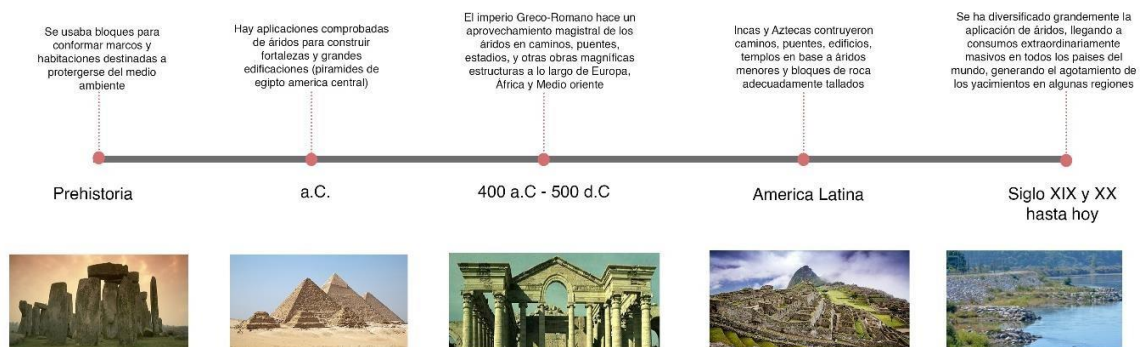 Se usaba bloques para
conformar marcos y
habitaciones destinadas a
protergerse del medio
ambiente
Hay aplicaciones comprobadas
de áridos para construir
fortalezas y grandes
edificaciones (piramides de
egipto america central)
El imperio Greco-Romano hace un
aprovechamiento magistral de los
áridos en caminos, puentes,
estadios, y otras obras magníficas
estructuras a lo largo de Europa,
África y Medio oriente
Incas y Aztecas contruyeron
caminos, puentes, edificios,
templos en base a áridos
menores y bloques de roca
adecuadamente tallados
Se ha diversificado grandemente la
aplicación de áridos, llegando a
consumos extraordinariamente
masivos en todos los paises del
mundo, generando el agotamiento de
los yacimientos en algunas regiones
Prehistoria
a.C.
400 a.C - 500 d.C
America Latina
Siglo XIX y XX
hasta hoy